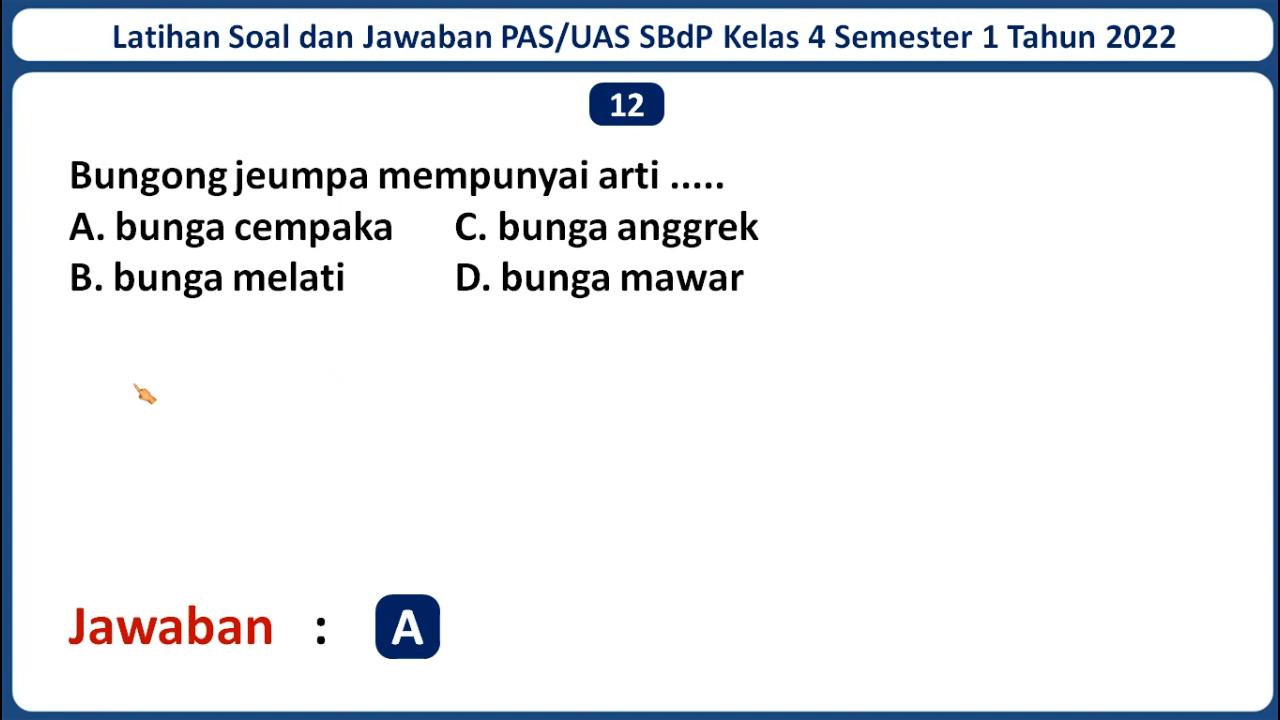 Latihan Soal dan Jawaban PAS/UAS SBdP Kelas 4 Semester 1 Tahun 2022
12
Bungong jeumpa mempunyai arti .....
A. bunga cempaka C. bunga anggrek
B. bunga melati D. bunga mawar
Jawaban : A